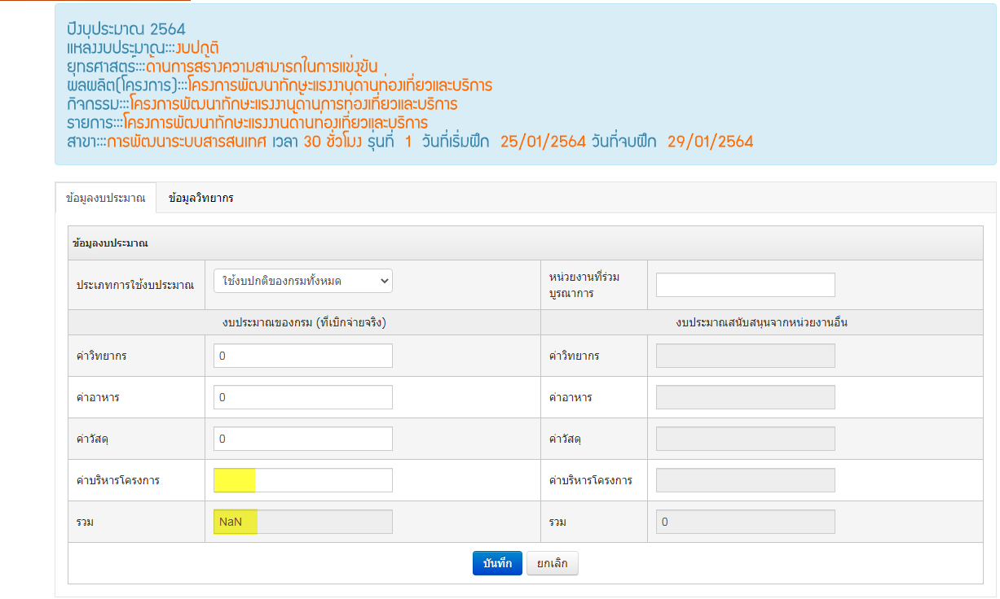 ปีงบประมาณ 2564
แหล่งงบประมาณ:::งบปกติ
ยุทธศาสตร์:::ด้านการสร้างความสามารถในการแข่งขัน
ผลผลิต(โครงการ):::โครงการพัฒนาทักษะแรงงานด้านท่องเที่ยวและบริการ
กิจกรรม:::โครงการพัฒนาทักษะแรงงานด้านการท่องเที่ยวและบริการ
รายการ:::โครงการพัฒนาทักษะแรงงานด้านท่องเที่ยวและบริการ
สาขา:::การพัฒนาระบบสารสนเทศ เวลา 30 ชั่วโมง รุ่นที่ 1 วันที่เริ่มฝึก 25/01/2564 วันที่จบฝึก 29/01/2564
ข้อมูลงบประมาณ ข้อมูลวิทยากร
ข้อมูลงบประมาณ
ประเภทการใช้งบประมาณ ใช้งบปกติของกรมทั้งหมด หน่วยงานที่ร่วม
บูรณาการ
งบประมาณของกรม (ที่เบิกจ่ายจริง) งบประมาณสนับสนุนจากหน่วยงานอื่น
ค่าวิทยากร 0 ค่าวิทยากร
ค่าอาหาร 0 ค่าอาหาร
ค่าวัสดุ 0 ค่าวัสดุ
ค่าบริหารโครงการ ค่าบริหารโครงการ
รวม NaN รวม 0
บันทึก ยกเลิก